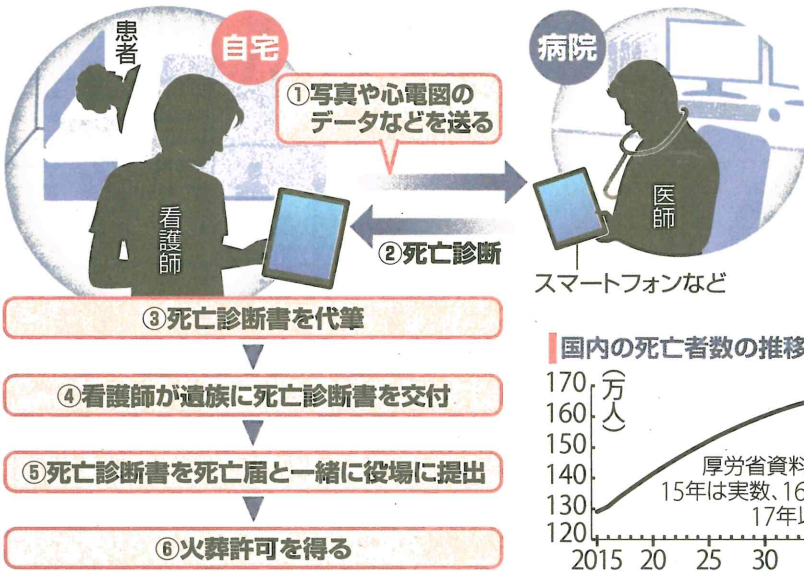 患者
自宅
病院
①写真や心電図の
データなどを送る
看護師
医師
②死亡診断
スマートフォンなど
③死亡診断書を代筆
④看護師が遺族に死亡診断書を交付
⑤死亡診断書を死亡届と一緒に役場に提出
⑥火葬許可を得る
国内の死亡者数の推移
(万人)
170
160
150
140
130
120
厚労省資料
15年は実数、16
17年以
2015 20 25 30